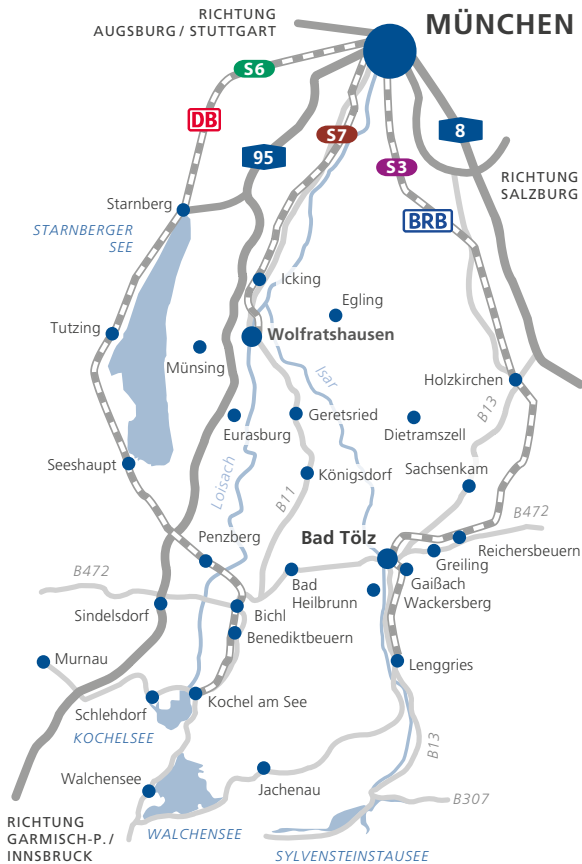 RICHTUNG
AUGSBURG / STUTTGART
MÜNCHEN
S6
DB
95
S7
8
S3
RICHTUNG
SALZBURG
Starnberg
STARNBERGER
SEE
BRB
Icking
Egling
Tutzing
Wolfratshausen
Münsing
Isar
Holzkirchen
B13
Geretsried
Eurasburg
Dietramszell
Seeshaupt
Loisach
Königsdorf
Sachsenkam
B11
B472
Penzberg
Bad Tölz
Reichersbeuern
Greiling
B472
Bad
Heilbrunn
Gaißach
Wackersberg
Sindelsdorf
Bichl
Benediktbeuern
Murnau
Lenggries
Kochel am See
Schlehdorf
KOCHELSEE
B13
Walchensee
Jachenau
B307
RICHTUNG
GARMISCH-P. /
INNSBRUCK
WALCHENSEE
SYLVENSTEINSTAUSEE